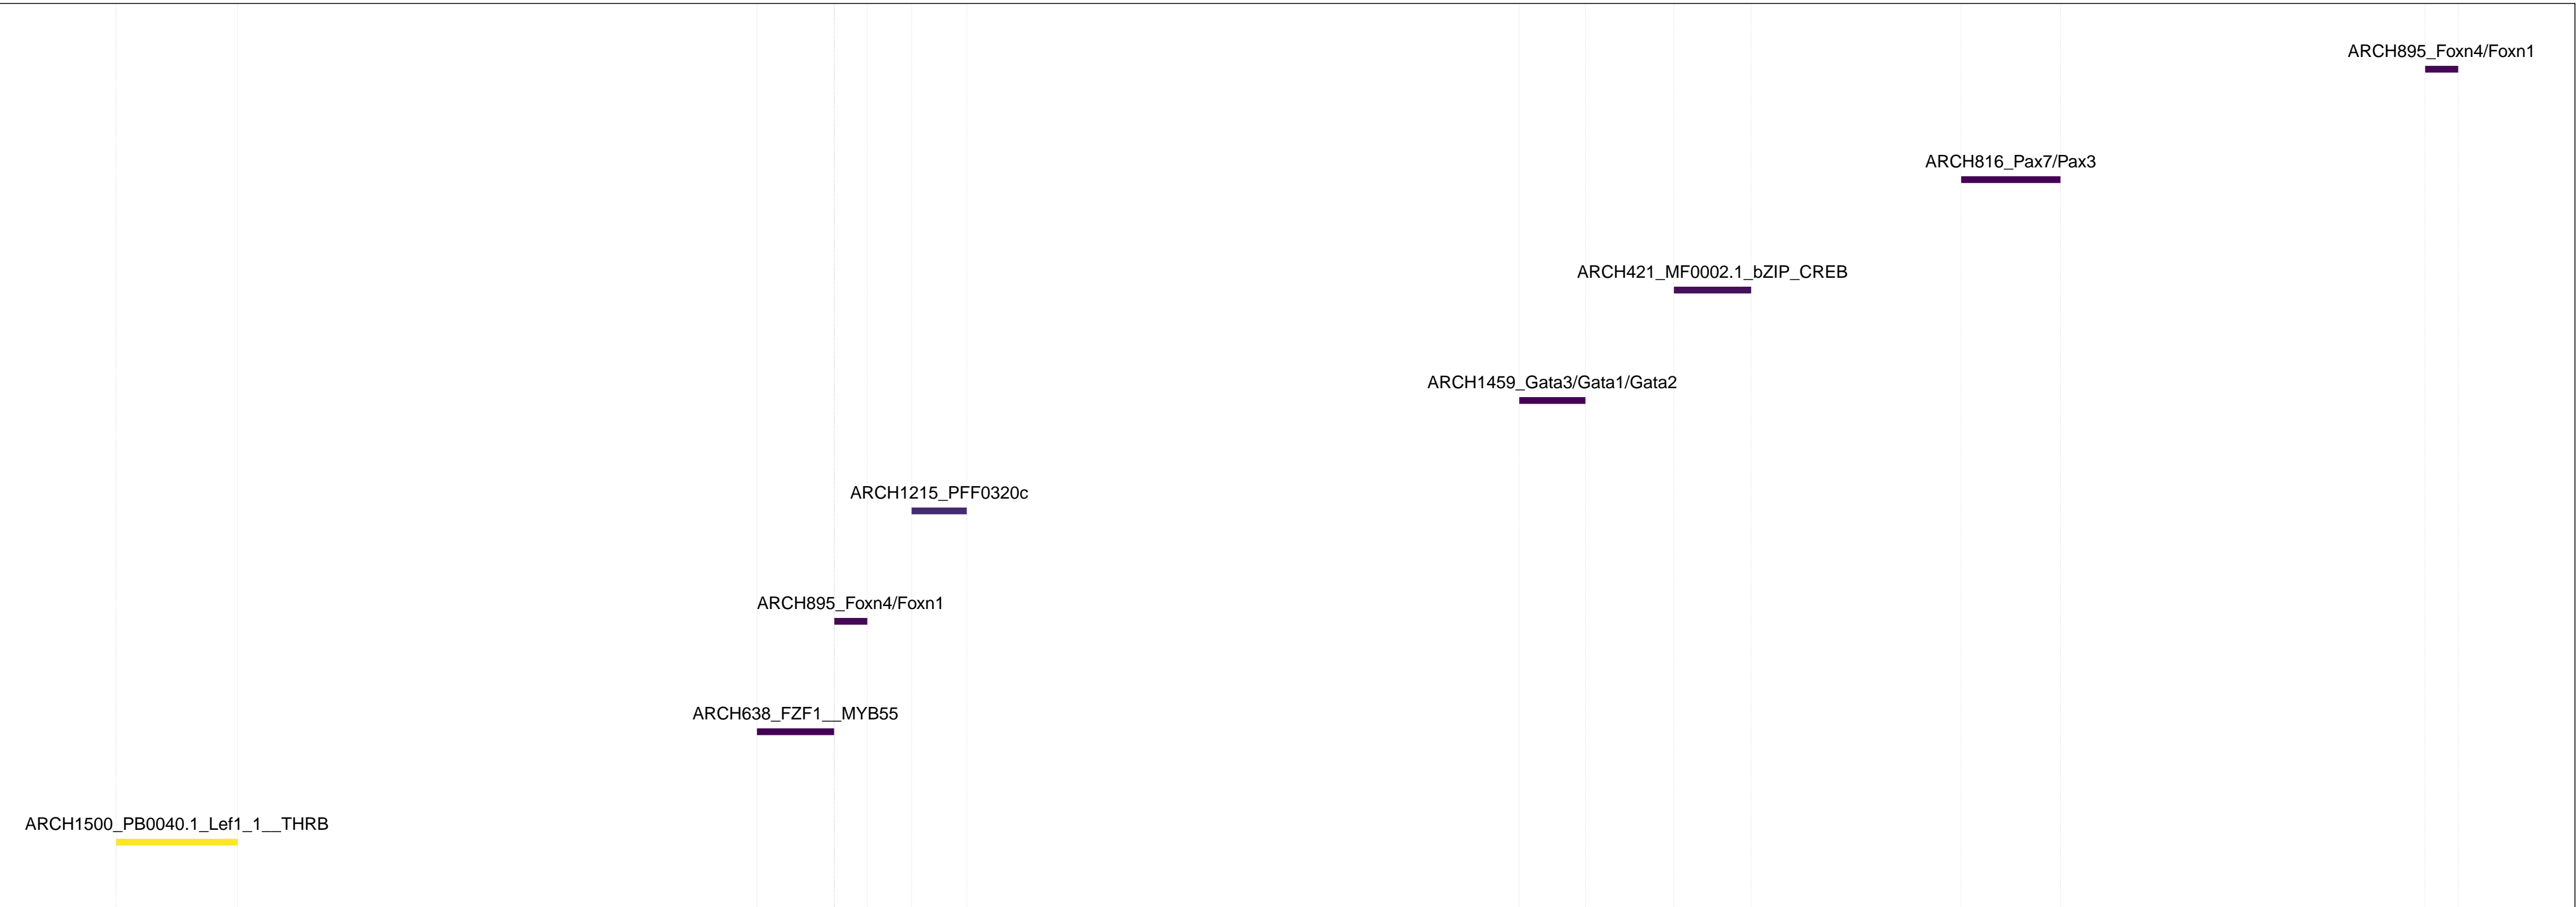 ARCH895_Foxn4/Foxn1
ARCH816_Pax7/Pax3
ARCH421_MF0002.1_bZIP_CREB
ARCH1459_Gata3/Gata1/Gata2
ARCH1215_PFF0320c
ARCH895_Foxn4/Foxn1
ARCH638_FZF1__MYB55
ARCH1500_PB0040.1_Lef1_1__THRB